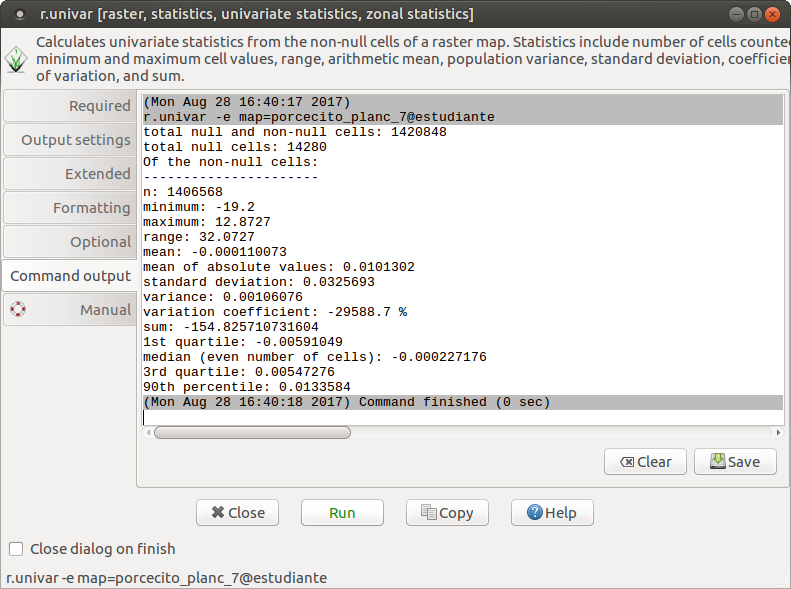 r.univar [raster, statistics, univariate statistics, zonal statistics]
Calculates univariate statistics from the non-null cells of a raster map. Statistics include number of cells counte
minimum and maximum cell values, range, arithmetic mean, population variance, standard deviation, coefficien
of variation, and sum.
Required
Output settings
Extended
Formatting
Optional
Command output
Manual
(Mon Aug 28 16:40:17 2017)
r.univar -e map=porcecito_planc_7@estudiante
total null and non-null cells: 1420848
total null cells: 14280
Of the non-null cells:
----------------------
n: 1406568
minimum: -19.2
maximum: 12.8727
range: 32.0727
mean: -0.000110073
mean of absolute values: 0.0101302
standard deviation: 0.0325693
variance: 0.00106076
variation coefficient: -29588.7 %
sum: -154.825710731604
1st quartile: -0.00591049
median (even number of cells): -0.000227176
3rd quartile: 0.00547276
90th percentile: 0.0133584
(Mon Aug 28 16:40:18 2017) Command finished (0 sec)
Clear
Save
Close
Run
Copy
Help
Close dialog on finish
r.univar -e map=porcecito_planc_7@estudiante